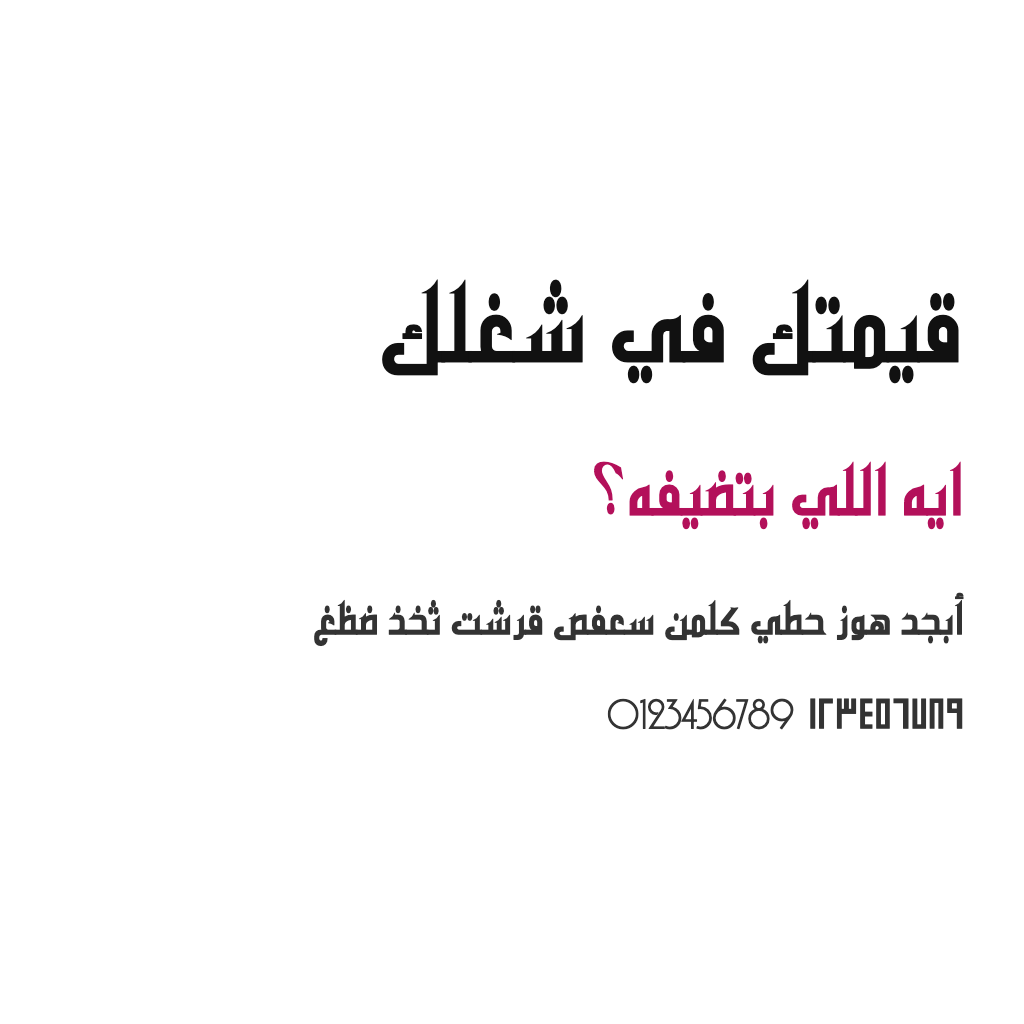 قيمتك في شغلك
ايه اللي بتضيفه؟
أبجد هوز حطي كلمن سعفص قرشت ثخذ ضظغ
١٢٣٤٥٦٧٨٩ 0123456789